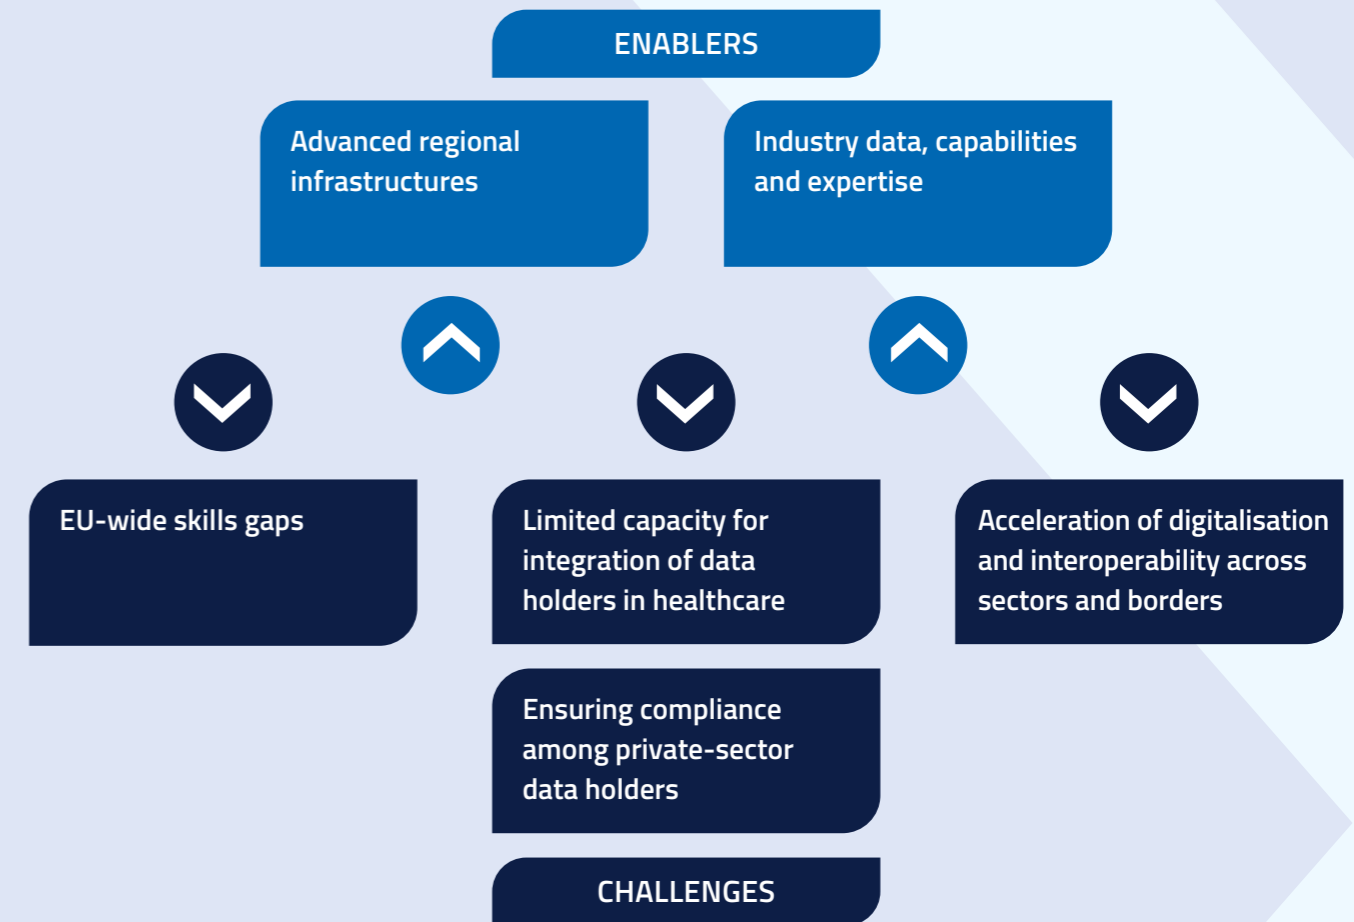 ENABLERS
Advanced regional
infrastructures
Industry data, capabilities
and expertise
EU-wide skills gaps
Limited capacity for
integration of data
holders in healthcare
Acceleration of digitalisation
and interoperability across
sectors and borders
Ensuring compliance
among private-sector
data holders
CHALLENGES